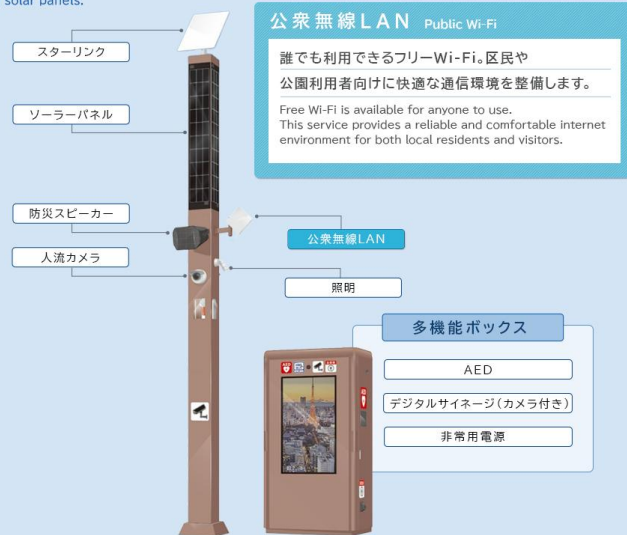 solar panels.
公衆無線LAN Public Wi-Fi
誰でも利用できるフリーWi-Fi。区民や
公園利用者向けに快適な通信環境を整備します。
Free Wi-Fi is available for anyone to use.
This service provides a reliable and comfortable internet
environment for both local residents and visitors.
スターリンク
ソーラーパネル
防災スピーカー
人流カメラ
公衆無線LAN
照明
多機能ボックス
AED
デジタルサイネージ(カメラ付き)
非常用電源
AED